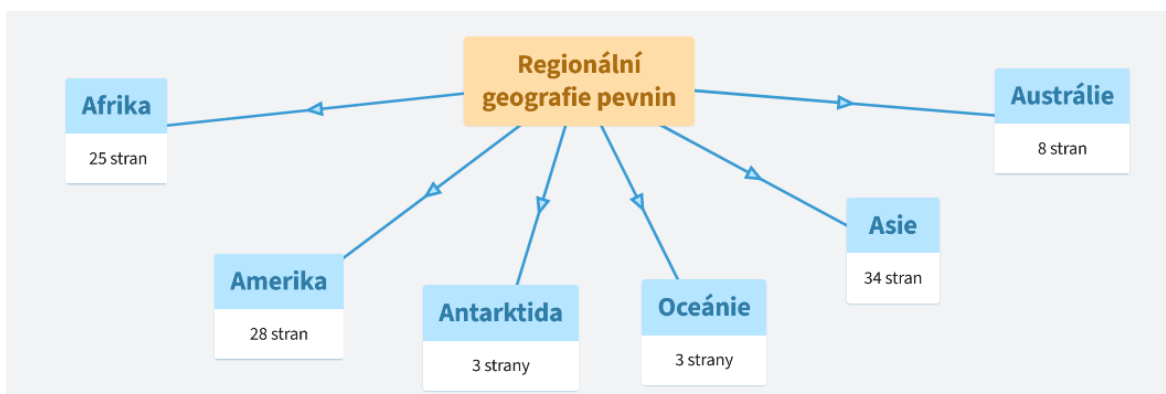 Regionální
geografie pevnin
Afrika
25 stran
Amerika
28 stran
Antarktida
3 strany
Oceánie
3 strany
Asie
34 stran
Austrálie
8 stran